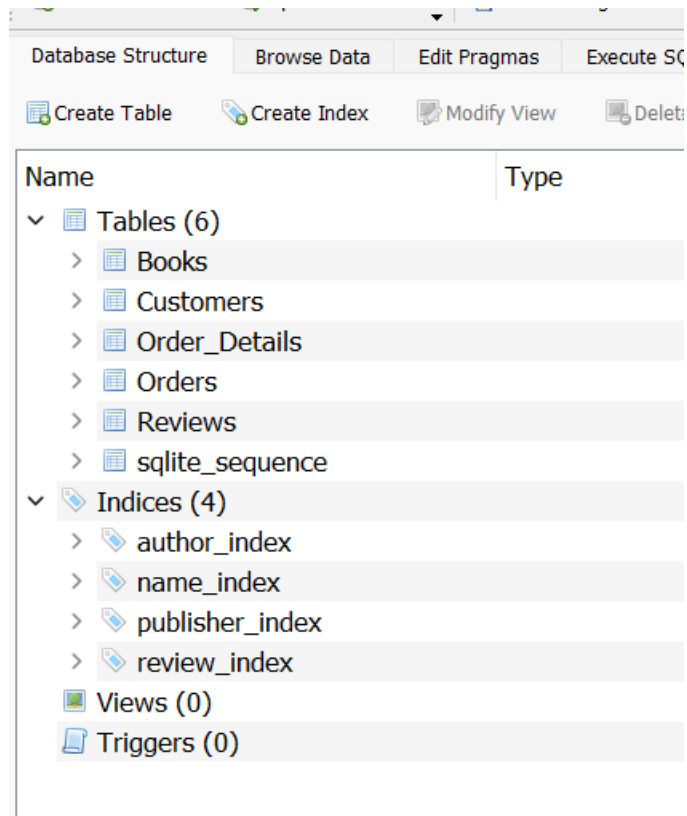 Database Structure Browse Data Edit Pragmas Execute
Create Table Create Index Modify View
Name Type
Tables (6)
Books
Customers
Order_Details
Orders
Reviews
sqlite_sequence
Indices (4)
author_index
name_index
publisher_index
review_index
Views (0)
Triggers (0)